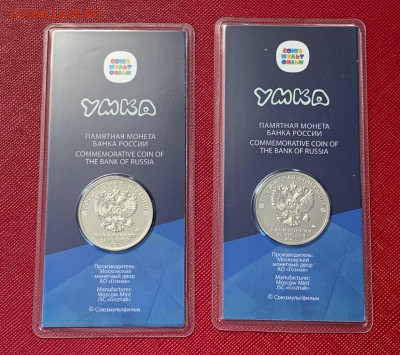 СОЮЗ
МУЛЬТ
ФИЛЬМ
УМКА
ПАМЯТНАЯ МОНЕТА
БАНКА РОССИИ
COMMEMORATIVE COIN OF
THE BANK OF RUSSIA
Производитель:
Московский
монетный двор
АО «Гознак»
Manufacturer:
Moscow Mint
JSC «Goznak»
© Союзмультфильм
СОЮЗ
МУЛЬТ
ФИЛЬМ
УМКА
ПАМЯТНАЯ МОНЕТА
БАНКА РОССИИ
COMMEMORATIVE COIN OF
THE BANK OF RUSSIA
Производитель:
Московский
монетный двор
АО «Гознак»
Manufacturer:
Moscow Mint
JSC «Goznak»
© Союзмультфильм